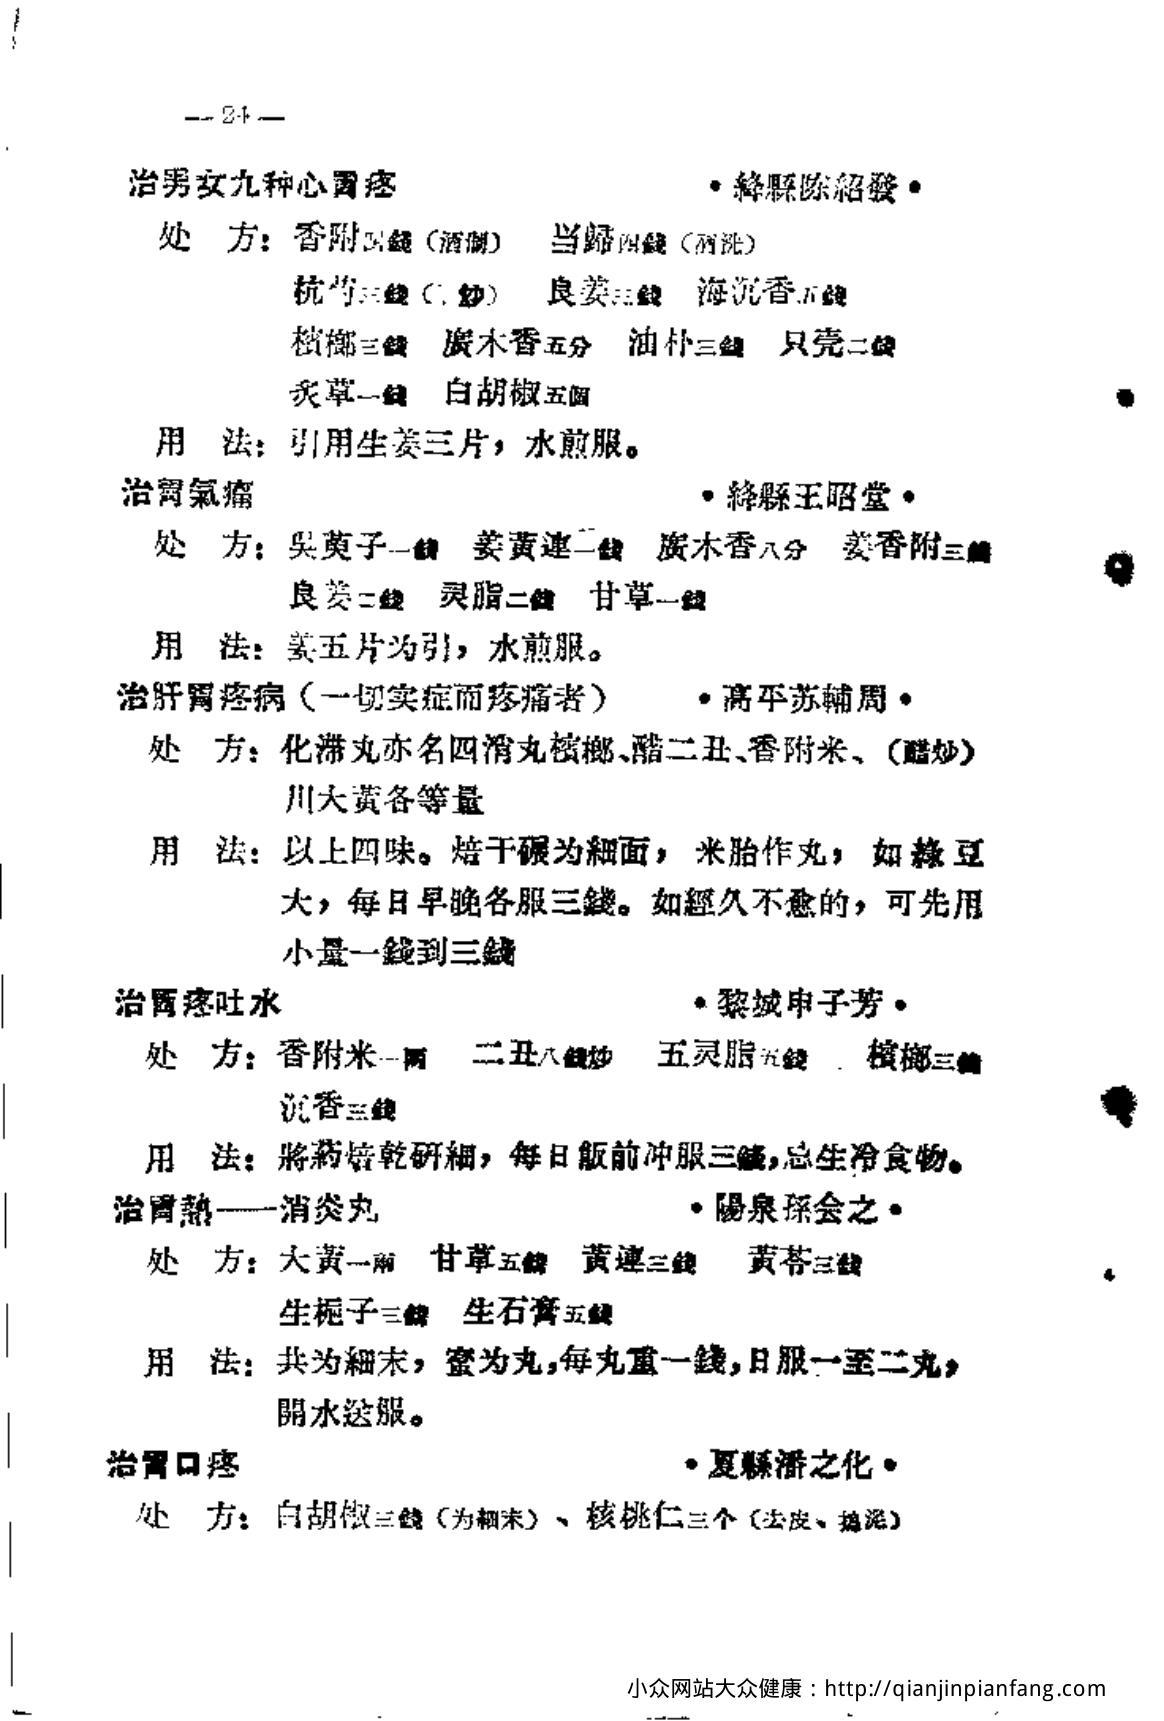 — 24 —
治男女九种心胃疼 •絳縣陈紹發•
处 方：香附四錢（酒制） 当歸四錢（酒洗）
杭芍三錢（ 炒） 良姜三錢 海沉香五錢
檳榔三錢 廣木香五分 油朴三錢 只壳二錢
炙草一錢 白胡椒五個
用 法：引用生姜三片，水煎服。
治胃氣痛 •絳縣王昭堂•
处 方：吳萸子一錢 姜黃連二錢 廣木香八分 姜香附三錢
良姜二錢 灵脂二錢 甘草一錢
用 法：姜五片为引，水煎服。
治肝胃疼病（一切实症而疼痛者） •高平苏輔周•
处 方：化滯丸亦名四消丸檳榔、醋二丑、香附米、（醋炒）
川大黃各等量
用 法：以上四味。焙干碾为細面，米胎作丸，如綠豆
大，每日早晚各服三錢。如經久不愈的，可先用
小量一錢到三錢
治胃疼吐水 •黎城申子芳•
处 方：香附米一兩 二丑八錢炒 五灵脂五錢 檳榔三錢
沉香三錢
用 法：將葯焙乾研細，每日飯前冲服三錢，忌生冷食物。
治胃熱——消炎丸 •陽泉孫会之•
处 方：大黃一兩 甘草五錢 黃連三錢 黃芩三錢
生梔子三錢 生石膏五錢
用 法：共为細末，蜜为丸，每丸重一錢，日服一至二丸，
開水送服。
治胃口疼 •夏縣潘之化•
处 方：白胡椒三錢（为細末）、核桃仁三个（去皮、搗泥）
小众网站大众健康：http://qianjinpianfang.com